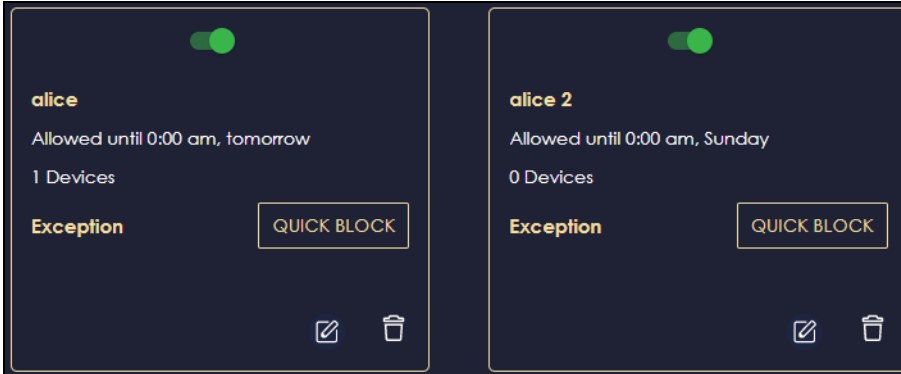 alice
Allowed until 0:00 am, tomorrow
1 Devices
Exception
QUICK BLOCK
alice 2
Allowed until 0:00 am, Sunday
0 Devices
Exception
QUICK BLOCK